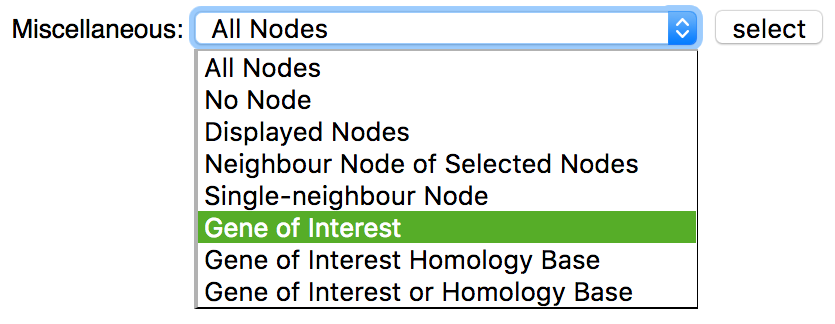 Miscellaneous: All Nodes select
All Nodes
No Node
Displayed Nodes
Neighbour Node of Selected Nodes
Single-neighbour Node
Gene of Interest
Gene of Interest Homology Base
Gene of Interest or Homology Base